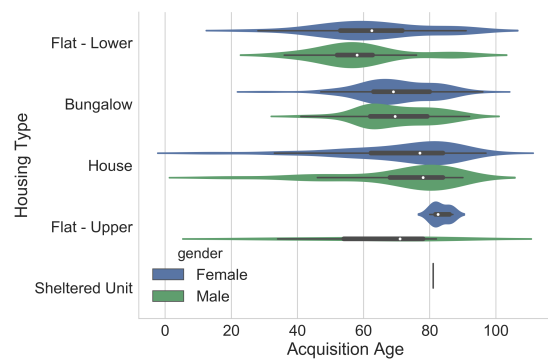 Housing Type
Flat - Lower
Bungalow
House
Flat - Upper
Sheltered Unit
gender
Female
Male
0 20 40 60 80 100
Acquisition Age